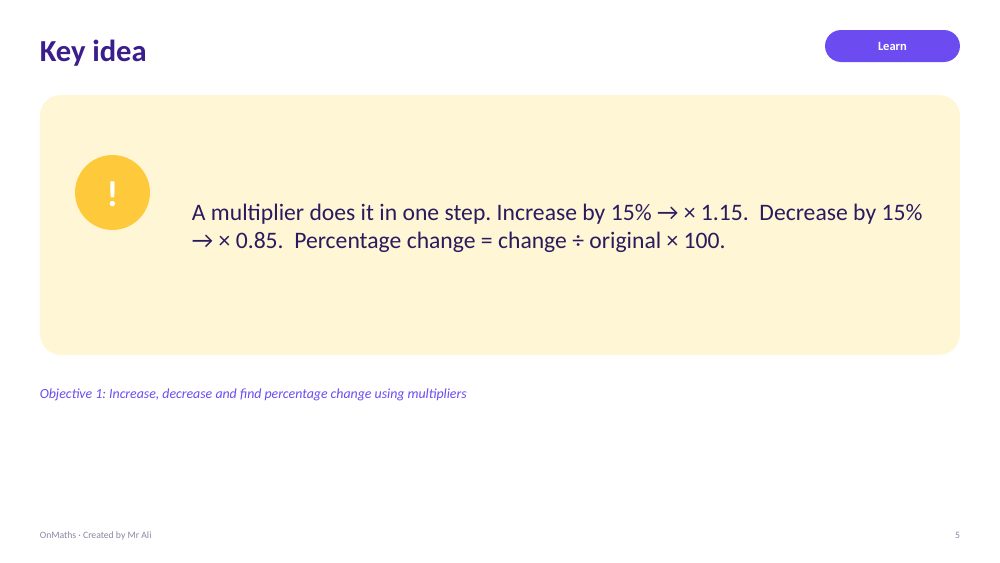 Key idea
Learn
!
A multiplier does it in one step. Increase by 15% → × 1.15.  Decrease by 15%
→ × 0.85.  Percentage change = change ÷ original × 100.
Objective 1: Increase, decrease and find percentage change using multipliers
OnMaths · Created by Mr Ali
5